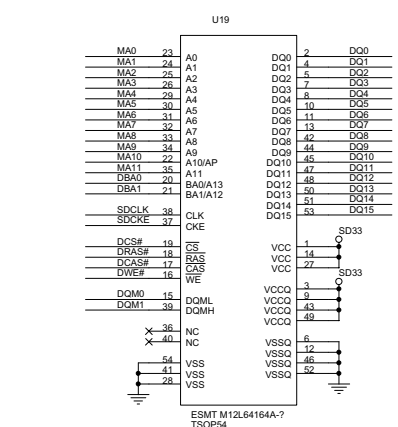 U19
MA0 23 A0 DQ0 2 DQ0
MA1 24 A1 DQ1 4 DQ1
MA2 25 A2 DQ2 5 DQ2
MA3 26 A3 DQ3 7 DQ3
MA4 29 A4 DQ4 8 DQ4
MA5 30 A5 DQ5 10 DQ5
MA6 31 A6 DQ6 11 DQ6
MA7 32 A7 DQ7 13 DQ7
MA8 33 A8 DQ8 42 DQ8
MA9 34 A9 DQ9 44 DQ9
MA10 22 A10/AP DQ10 45 DQ10
MA11 35 A11 DQ11 47 DQ11
DBA0 20 BA0/A13 DQ12 48 DQ12
DBA1 21 BA1/A12 DQ13 50 DQ13
DQ14 51 DQ14
SDCLK 38 CLK DQ15 53 DQ15
SDCKE 37 CKE
SD33
DCS# 19 CS VCC 1
DRAS# 18 RAS VCC 14
DCAS# 17 CAS VCC 27
DWE# 16 WE
SD33
VCCQ 3
DQM0 15 DQML VCCQ 9
DQM1 39 DQMH VCCQ 43
VCCQ 49
36 NC
40 NC VSSQ 6
VSSQ 12
54 VSS VSSQ 46
41 VSS VSSQ 52
28 VSS
ESMT M12L64164A-?
TSOP54